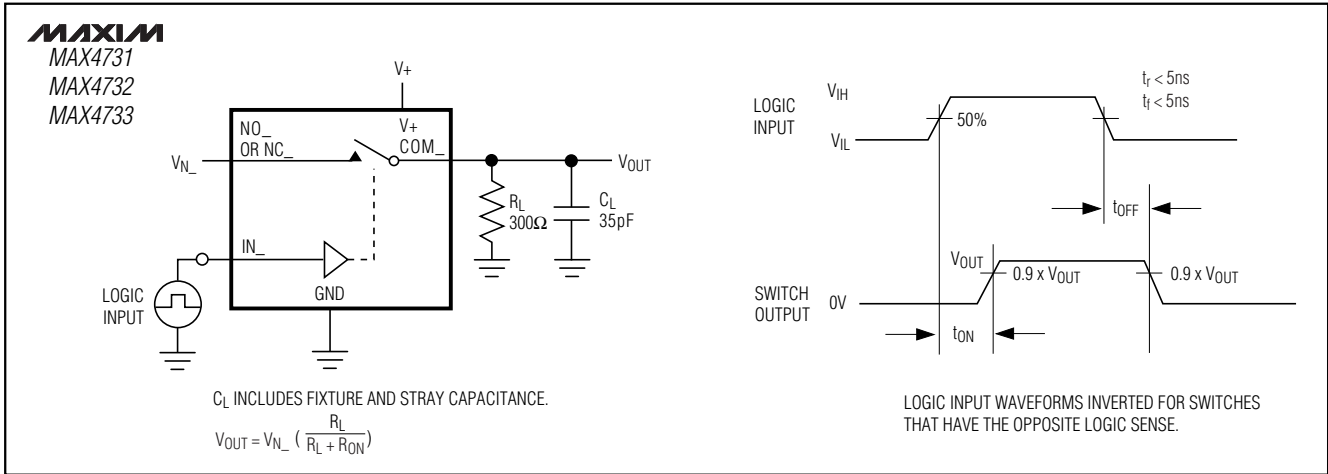 MAXIM
MAX4731
MAX4732
MAX4733
V+
NO_
OR NC_
V+
COM_
VN_
VOUT
RL
300Ω
CL
35pF
IN_
LOGIC
INPUT
GND
CL INCLUDES FIXTURE AND STRAY CAPACITANCE.
VOUT = VN_ ( RL / RL + RON )
LOGIC
INPUT
VIH
VIL
50%
tr < 5ns
tf < 5ns
tOFF
VOUT
0.9 x VOUT
0.9 x VOUT
SWITCH
OUTPUT
0V
tON
LOGIC INPUT WAVEFORMS INVERTED FOR SWITCHES
THAT HAVE THE OPPOSITE LOGIC SENSE.